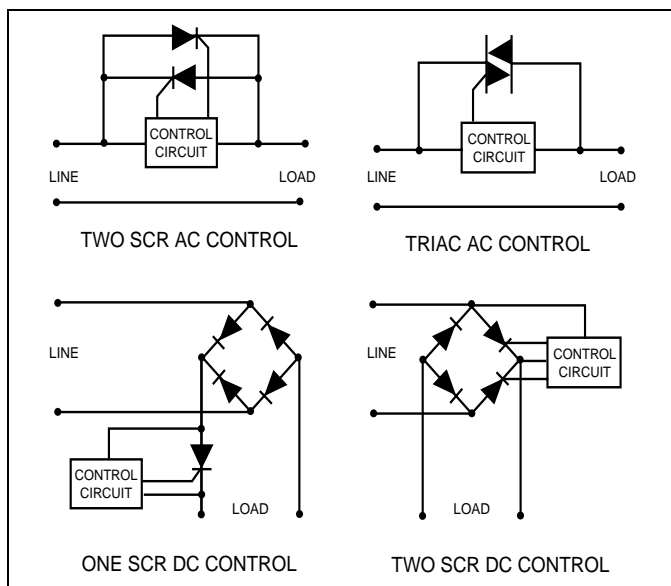 CONTROL
CIRCUIT
LINE
LOAD
TWO SCR AC CONTROL
CONTROL
CIRCUIT
LINE
LOAD
TRIAC AC CONTROL
LINE
CONTROL
CIRCUIT
LOAD
ONE SCR DC CONTROL
LINE
CONTROL
CIRCUIT
LOAD
TWO SCR DC CONTROL